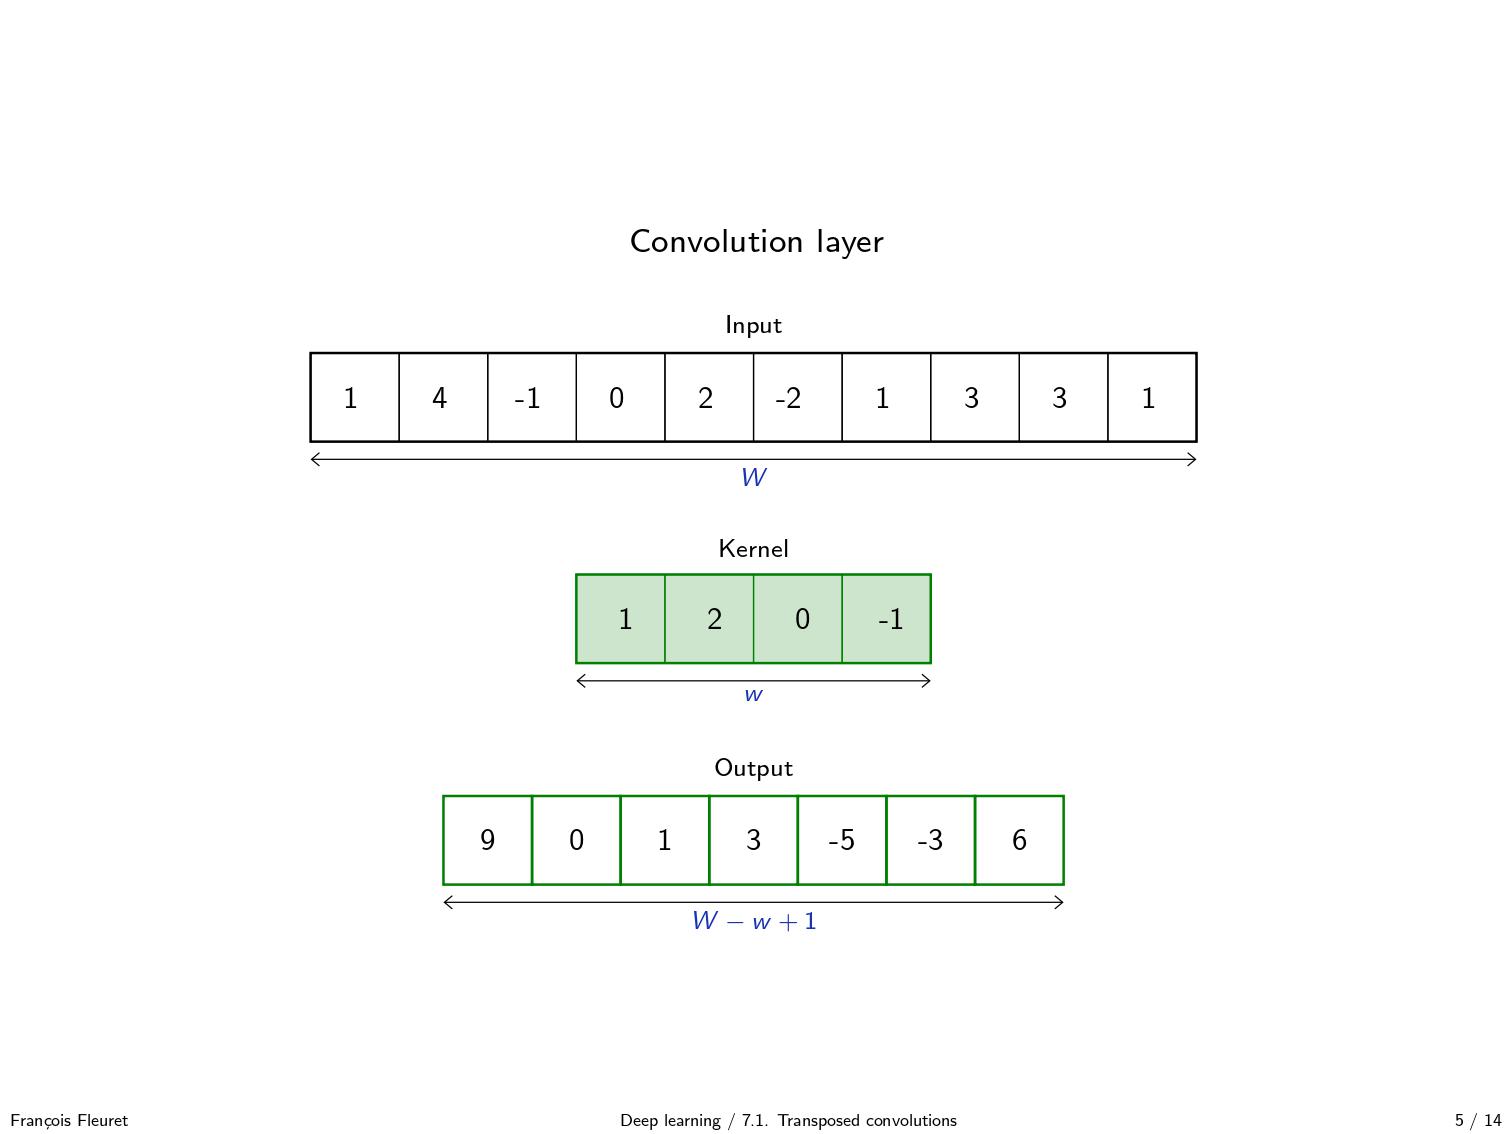 Convolution layer
Input
1 4 -1 0 2 -2 1 3 3 1
W
Kernel
1 2 0 -1
w
Output
9 0 1 3 -5 -3 6
W − w + 1
François Fleuret Deep learning / 7.1. Transposed convolutions 5 / 14